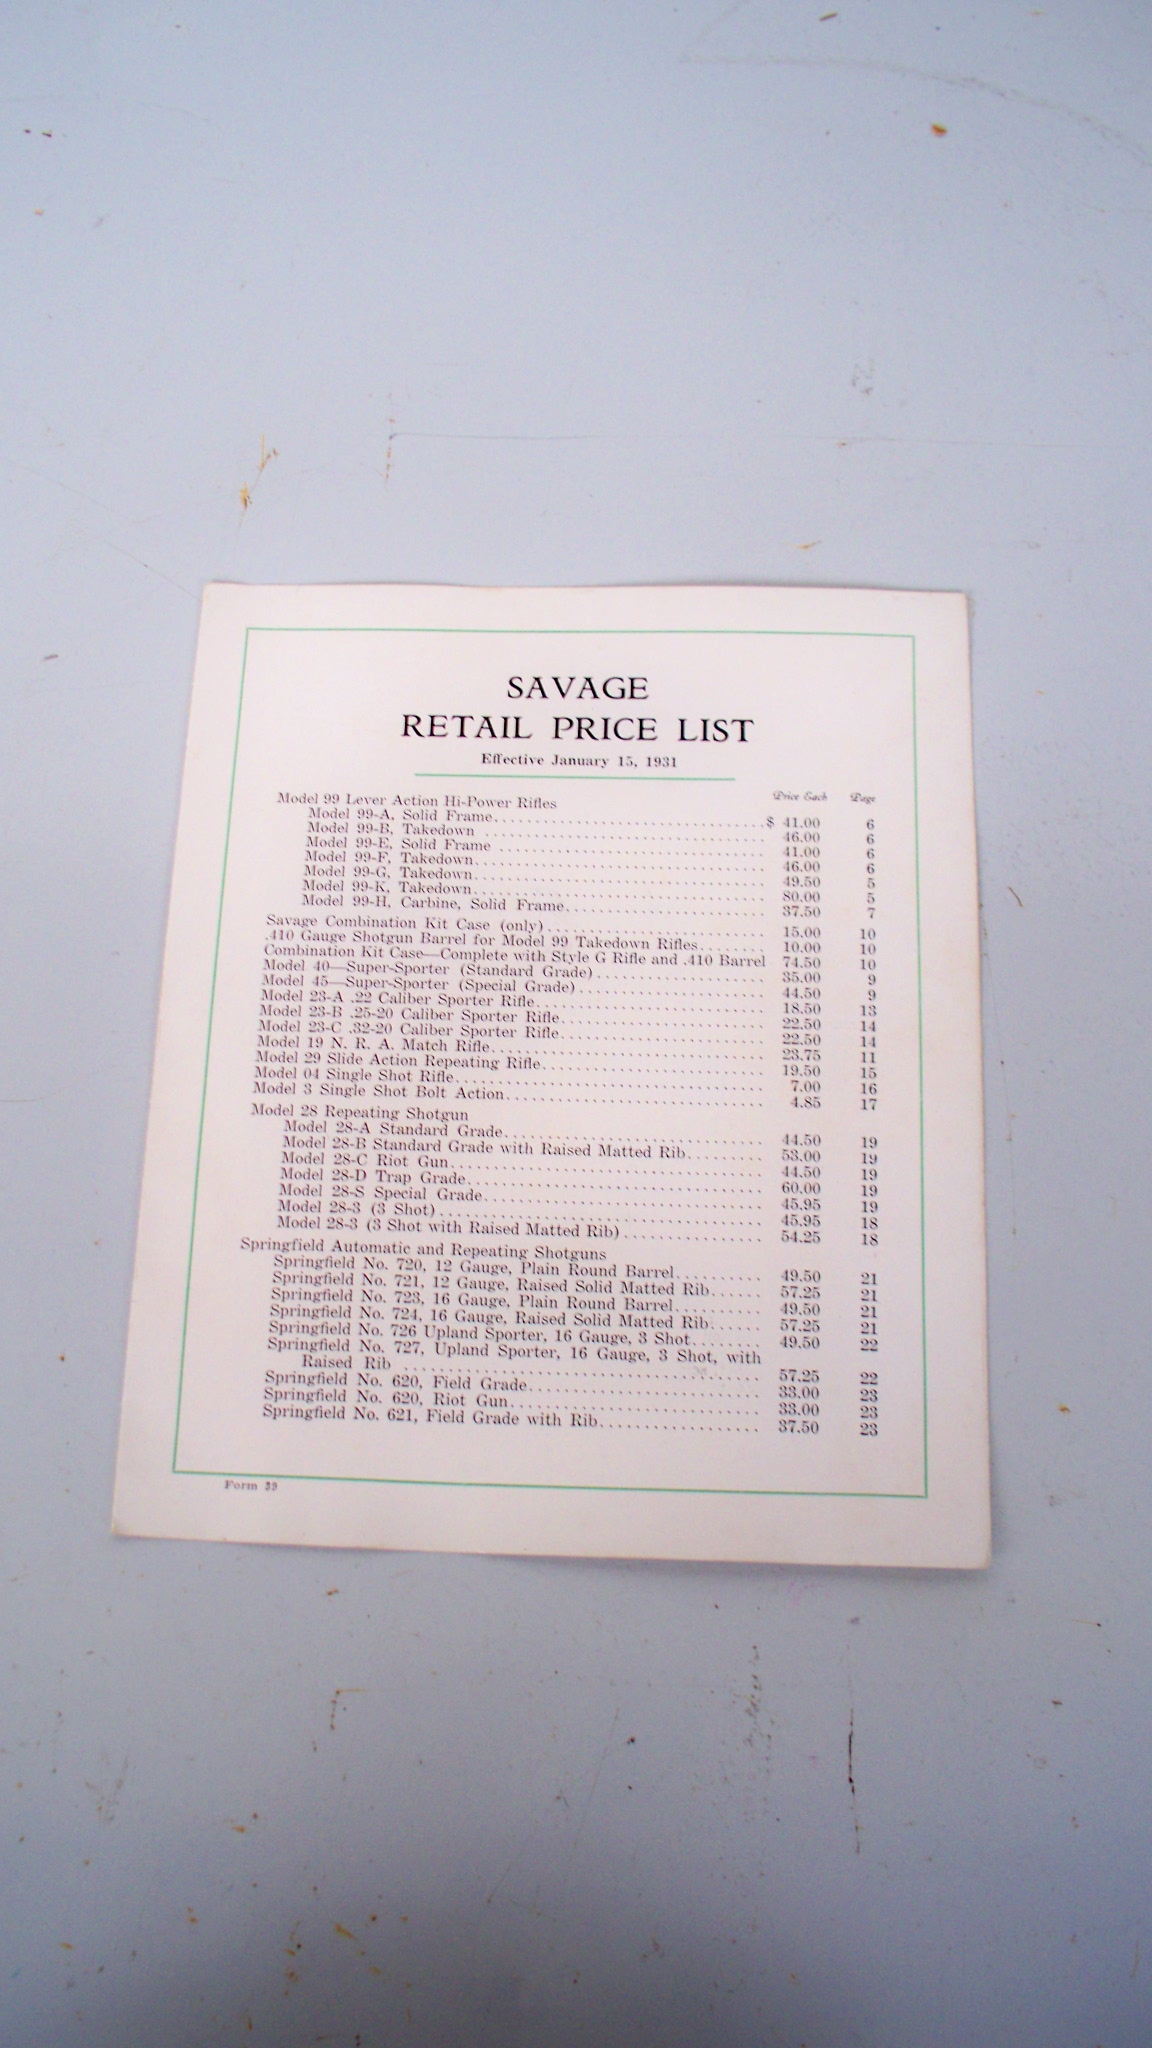 SAVAGE
RETAIL PRICE LIST
Effective January 15, 1931
Price Each Page
Model 99 Lever Action Hi-Power Rifles
Model 99-A, Solid Frame........ $ 41.00 6
Model 99-B, Takedown ........ 46.00 6
Model 99-E, Solid Frame ........ 41.00 6
Model 99-F, Takedown........ 46.00 6
Model 99-G, Takedown........ 49.50 5
Model 99-K, Takedown........ 80.00 5
Model 99-H, Carbine, Solid Frame........ 37.50 7
Savage Combination Kit Case (only)........ 15.00 10
.410 Gauge Shotgun Barrel for Model 99 Takedown Rifles........ 10.00 10
Combination Kit Case—Complete with Style G Rifle and .410 Barrel 74.50 10
Model 40—Super-Sporter (Standard Grade)........ 35.00 9
Model 45—Super-Sporter (Special Grade)........ 44.50 9
Model 23-A .22 Caliber Sporter Rifle........ 18.50 13
Model 23-B .25-20 Caliber Sporter Rifle........ 22.50 14
Model 23-C .32-20 Caliber Sporter Rifle........ 22.50 14
Model 19 N. R. A. Match Rifle........ 23.75 11
Model 29 Slide Action Repeating Rifle........ 19.50 15
Model 04 Single Shot Rifle........ 7.00 16
Model 3 Single Shot Bolt Action........ 4.85 17
Model 28 Repeating Shotgun
Model 28-A Standard Grade........ 44.50 19
Model 28-B Standard Grade with Raised Matted Rib........ 53.00 19
Model 28-C Riot Gun........ 44.50 19
Model 28-D Trap Grade........ 60.00 19
Model 28-S Special Grade........ 45.95 19
Model 28-3 (3 Shot)........ 45.95 18
Model 28-3 (3 Shot with Raised Matted Rib)........ 54.25 18
Springfield Automatic and Repeating Shotguns
Springfield No. 720, 12 Gauge, Plain Round Barrel........ 49.50 21
Springfield No. 721, 12 Gauge, Raised Solid Matted Rib...... 57.25 21
Springfield No. 723, 16 Gauge, Plain Round Barrel........ 49.50 21
Springfield No. 724, 16 Gauge, Raised Solid Matted Rib...... 57.25 21
Springfield No. 726 Upland Sporter, 16 Gauge, 3 Shot........ 49.50 22
Springfield No. 727, Upland Sporter, 16 Gauge, 3 Shot, with
Raised Rib ........ 57.25 22
Springfield No. 620, Field Grade........ 33.00 23
Springfield No. 620, Riot Gun........ 33.00 23
Springfield No. 621, Field Grade with Rib........ 37.50 23
Form 39